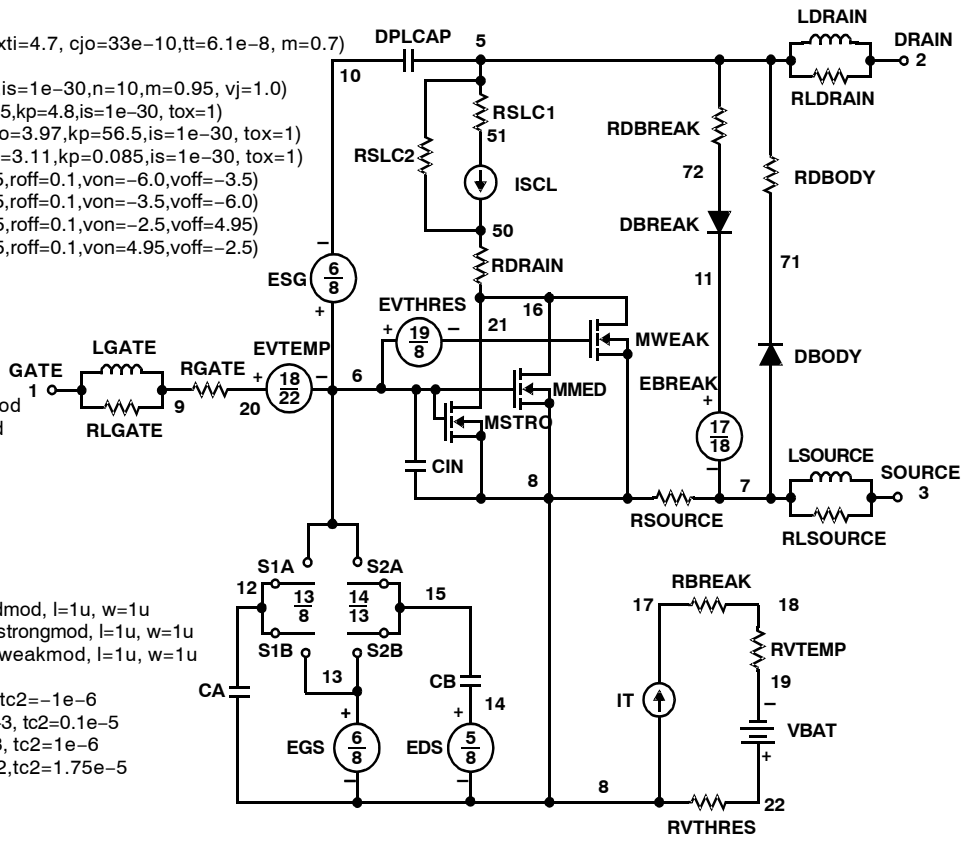 xti=4.7, cjo=33e−10,tt=6.1e−8, m=0.7)
is=1e−30,n=10,m=0.95, vj=1.0)
5,kp=4.8,is=1e−30, tox=1)
o=3.97,kp=56.5,is=1e−30, tox=1)
=3.11,kp=0.085,is=1e−30, tox=1)
5,roff=0.1,von=−6.0,voff=−3.5)
5,roff=0.1,von=−3.5,voff=−6.0)
5,roff=0.1,von=−2.5,voff=4.95)
5,roff=0.1,von=4.95,voff=−2.5)
DPLCAP
5
10
LDRAIN
DRAIN
2
RLDRAIN
RSLC1
51
RSLC2
ISCL
50
RDRAIN
RDBREAK
72
DBREAK
11
RDBODY
71
−
ESG
6
8
+
EVTHRES
+
19
8
−
21
16
MWEAK
DBODY
EBREAK
+
17
18
−
GATE
1
LGATE
RLGATE
9
RGATE
20
EVTEMP
+
18
22
−
6
MMED
MSTRO
CIN
8
RSOURCE
7
LSOURCE
SOURCE
3
RLSOURCE
od
d
S1A
S2A
12
13
8
14
13
15
S1B
S2B
13
CA
CB
14
+
EGS
6
8
−
+
EDS
5
8
−
8
RBREAK
17
18
RVTEMP
19
−
IT
VBAT
+
22
RVTHRES
dmod, l=1u, w=1u
strongmod, l=1u, w=1u
weakmod, l=1u, w=1u
tc2=−1e−6
3, tc2=0.1e−5
3, tc2=1e−6
2,tc2=1.75e−5